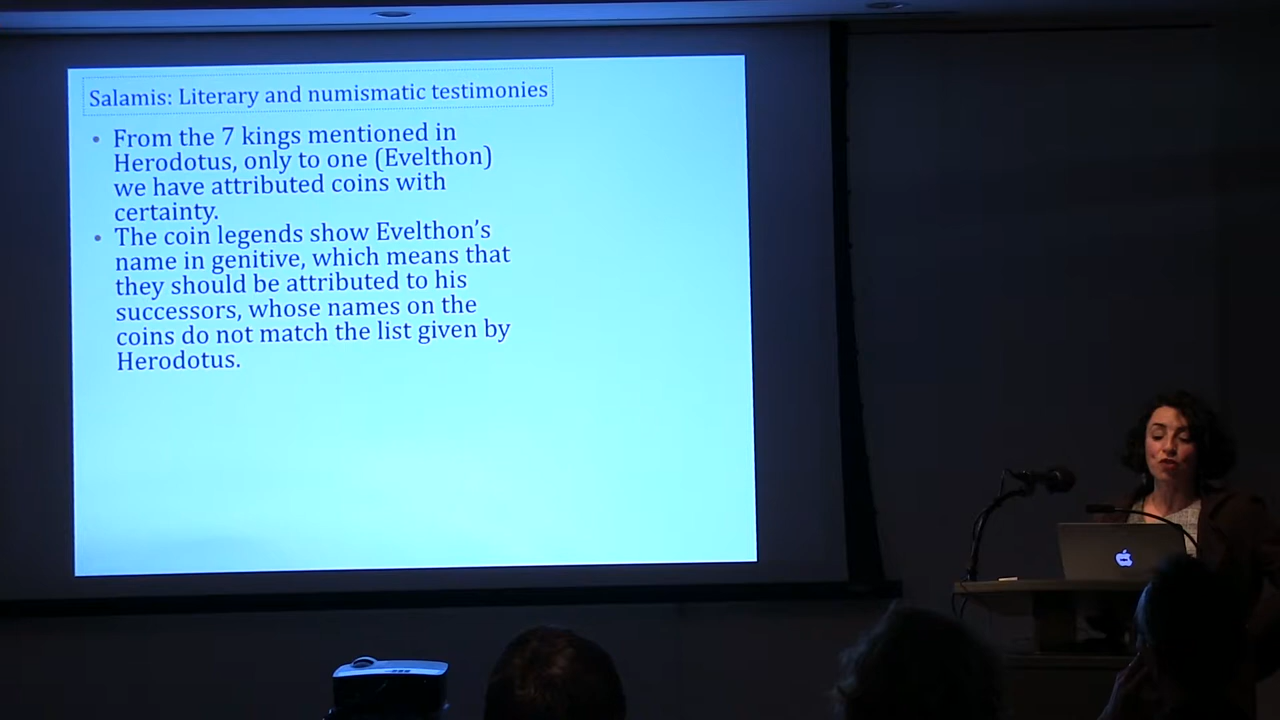 Salamis: Literary and numismatic testimonies
• From the 7 kings mentioned in
Herodotus, only to one (Evelthon)
we have attributed coins with
certainty.
• The coin legends show Evelthon's
name in genitive, which means that
they should be attributed to his
successors, whose names on the
coins do not match the list given by
Herodotus.